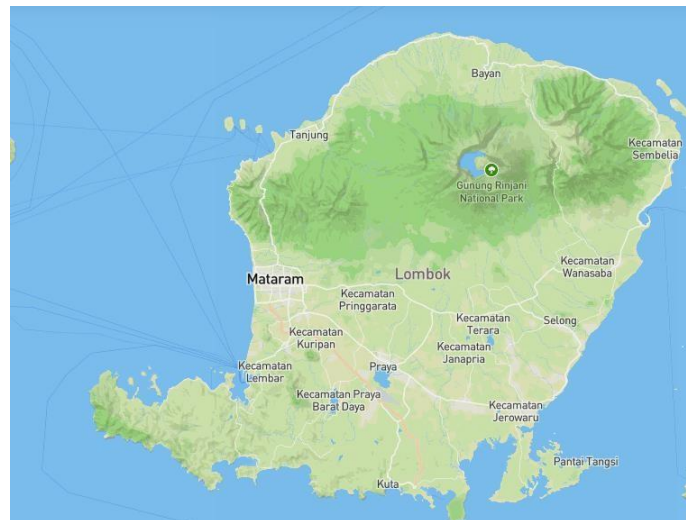 Bayan
Tanjung
Kecamatan
Sembelia
Gunung Rinjani
National Park
Kecamatan
Wanasaba
Lombok
Mataram
Kecamatan
Pringgarata
Kecamatan
Terara
Selong
Kecamatan
Kuripan
Kecamatan
Janapria
Kecamatan
Lembar
Praya
Kecamatan Praya
Barat Daya
Kecamatan
Jerowaru
Pantai Tangsi
Kuta